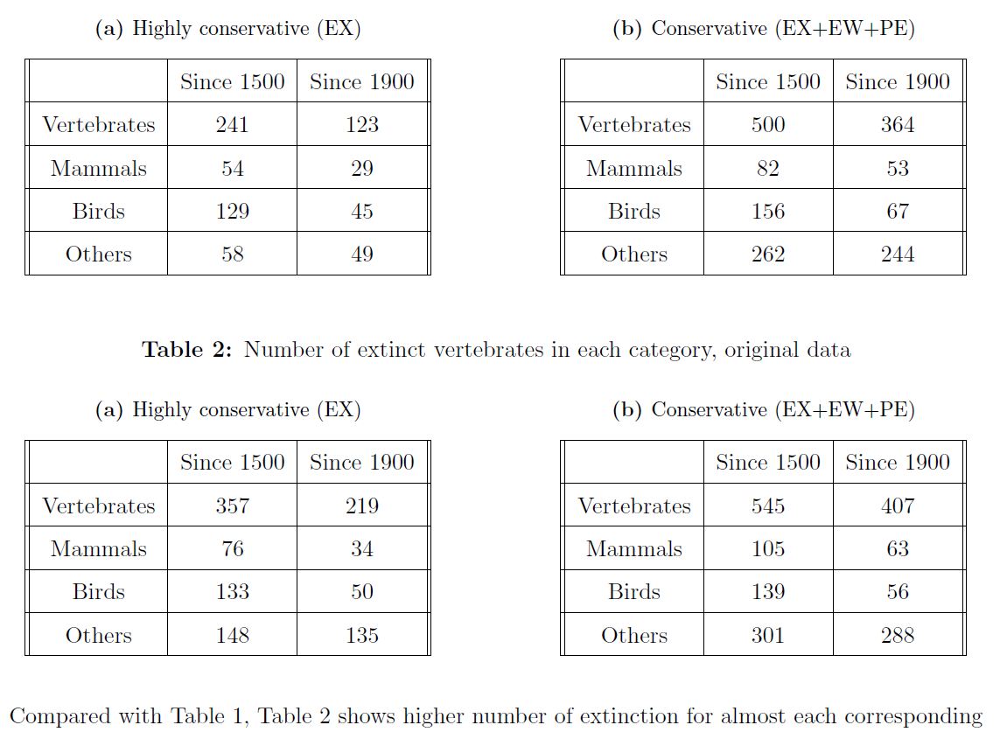 (a) Highly conservative (EX) (b) Conservative (EX+EW+PE)
Since 1500 Since 1900 Since 1500 Since 1900
Vertebrates 241 123 Vertebrates 500 364
Mammals 54 29 Mammals 82 53
Birds 129 45 Birds 156 67
Others 58 49 Others 262 244
Table 2: Number of extinct vertebrates in each category, original data
(a) Highly conservative (EX) (b) Conservative (EX+EW+PE)
Since 1500 Since 1900 Since 1500 Since 1900
Vertebrates 357 219 Vertebrates 545 407
Mammals 76 34 Mammals 105 63
Birds 133 50 Birds 139 56
Others 148 135 Others 301 288
Compared with Table 1, Table 2 shows higher number of extinction for almost each corresponding